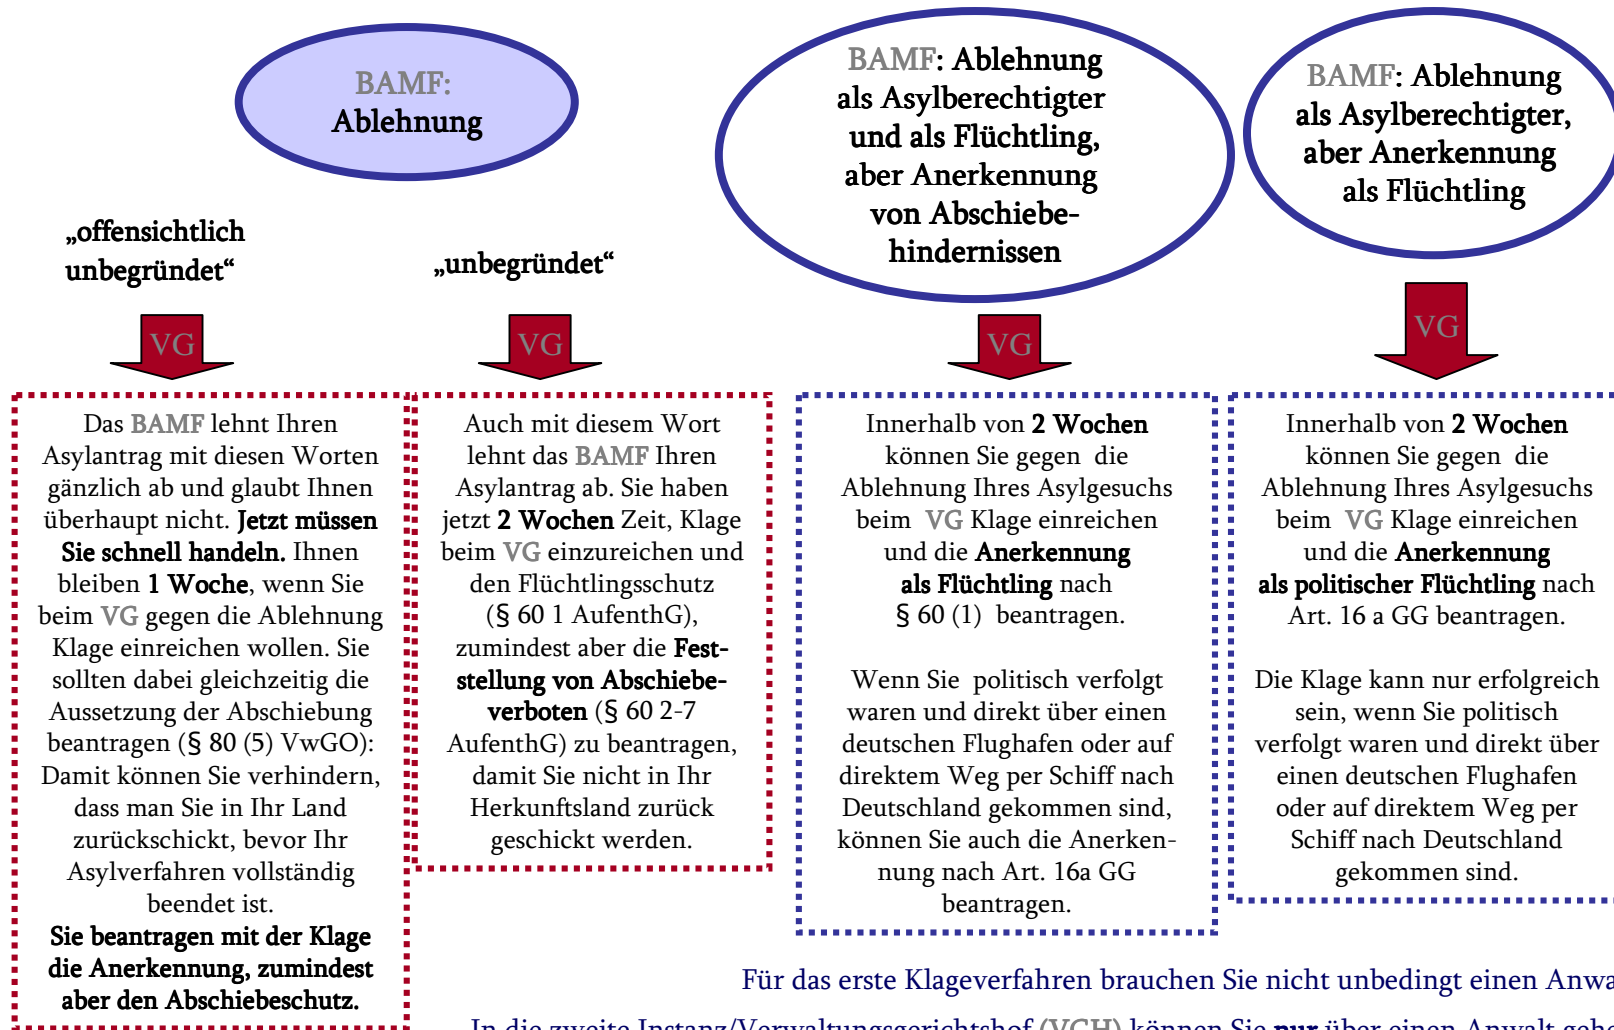 BAMF:
Ablehnung
„offensichtlich
unbegründet“
„unbegründet“
BAMF: Ablehnung
als Asylberechtigter
und als Flüchtling,
aber Anerkennung
von Abschiebe-
hindernissen
BAMF: Ablehnung
als Asylberechtigter,
aber Anerkennung
als Flüchtling
VG
VG
VG
VG
Das BAMF lehnt Ihren
Asylantrag mit diesen Worten
gänzlich ab und glaubt Ihnen
überhaupt nicht. Jetzt müssen
Sie schnell handeln. Ihnen
bleiben 1 Woche, wenn Sie
beim VG gegen die Ablehnung
Klage einreichen wollen. Sie
sollten dabei gleichzeitig die
Aussetzung der Abschiebung
beantragen (§ 80 (5) VwGO):
Damit können Sie verhindern,
dass man Sie in Ihr Land
zurückschickt, bevor Ihr
Asylverfahren vollständig
beendet ist.
Sie beantragen mit der Klage
die Anerkennung, zumindest
aber den Abschiebeschutz.
Auch mit diesem Wort
lehnt das BAMF Ihren
Asylantrag ab. Sie haben
jetzt 2 Wochen Zeit, Klage
beim VG einzureichen und
den Flüchtlingsschutz
(§ 60 1 AufenthG),
zumindest aber die Fest-
stellung von Abschiebe-
verboten (§ 60 2-7
AufenthG) zu beantragen,
damit Sie nicht in Ihr
Herkunftsland zurück
geschickt werden.
Innerhalb von 2 Wochen
können Sie gegen die
Ablehnung Ihres Asylgesuchs
beim VG Klage einreichen
und die Anerkennung
als Flüchtling nach
§ 60 (1) beantragen.
Wenn Sie politisch verfolgt
waren und direkt über einen
deutschen Flughafen oder auf
direktem Weg per Schiff nach
Deutschland gekommen sind,
können Sie auch die Anerken-
nung nach Art. 16a GG
beantragen.
Innerhalb von 2 Wochen
können Sie gegen die
Ablehnung Ihres Asylgesuchs
beim VG Klage einreichen
und die Anerkennung
als politischer Flüchtling nach
Art. 16 a GG beantragen.
Die Klage kann nur erfolgreich
sein, wenn Sie politisch
verfolgt waren und direkt über
einen deutschen Flughafen
oder auf direktem Weg per
Schiff nach Deutschland
gekommen sind.
Für das erste Klageverfahren brauchen Sie nicht unbedingt einen
In die zweite Instanz/Verwaltungsgerichtshof (VGH) können Sie nur über einen Anwalt